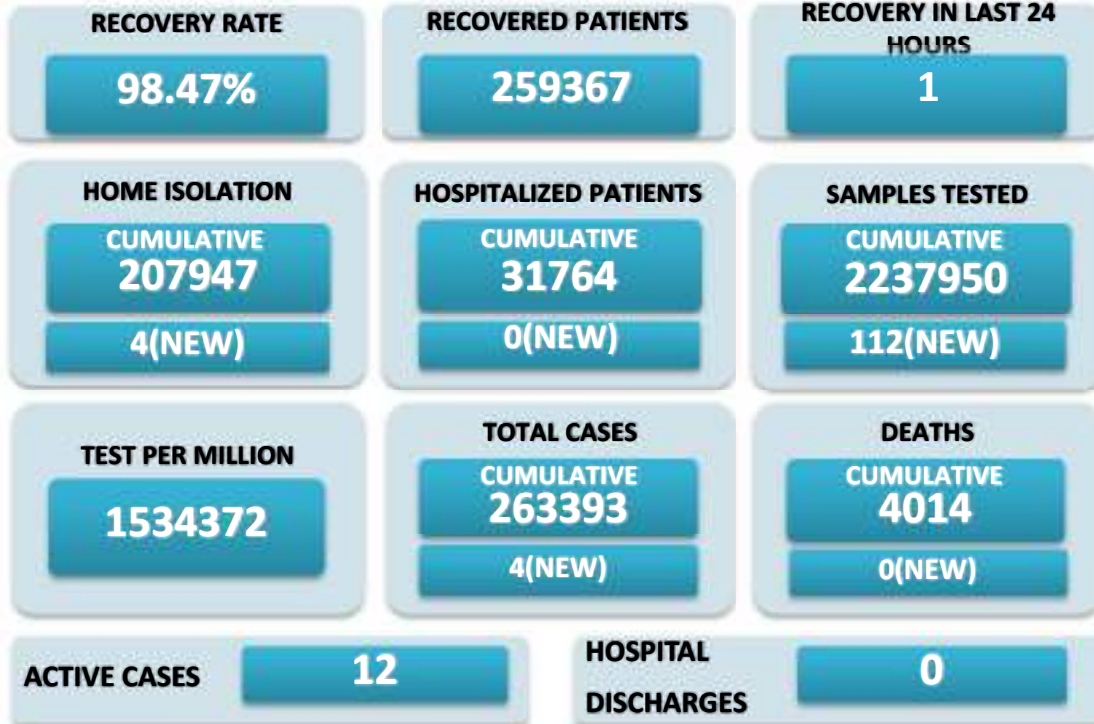 RECOVERY RATE
98.47%
RECOVERED PATIENTS
259367
RECOVERY IN LAST 24
HOURS
1
HOME ISOLATION
CUMULATIVE
207947
4(NEW)
HOSPITALIZED PATIENTS
CUMULATIVE
31764
0(NEW)
SAMPLES TESTED
CUMULATIVE
2237950
112(NEW)
TEST PER MILLION
1534372
TOTAL CASES
CUMULATIVE
263393
4(NEW)
DEATHS
CUMULATIVE
4014
0(NEW)
ACTIVE CASES
12
HOSPITAL
DISCHARGES
0